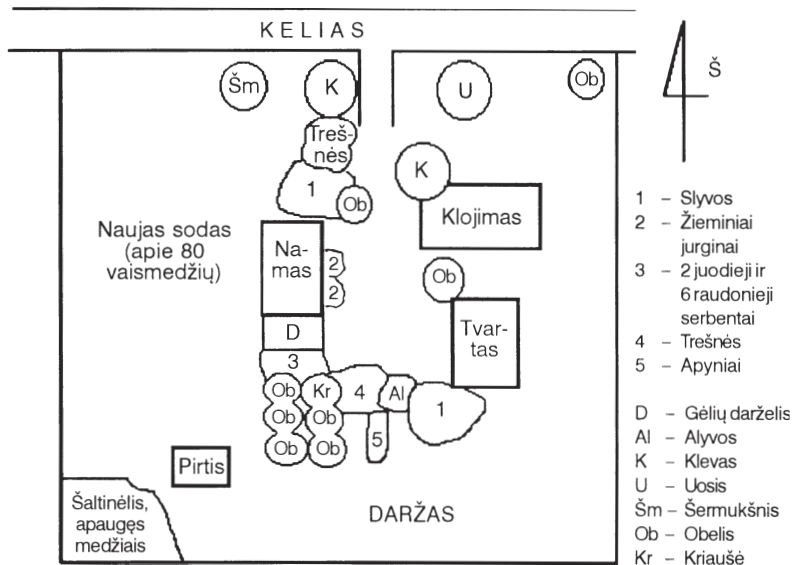 KELIAS
Šm
K
U
Ob
Š
Treš-
nės
1
Ob
K
Klojimas
Naujas sodas
(apie 80
vaismedžių)
Na-
mas
2
2
Ob
Tvar-
tas
D
3
Ob
Kr
4
Al
1
Ob
Ob
Ob
Ob
5
Pirtis
Šaltinėlis,
apaugęs
medžiais
DARŽAS
1 – Slyvos
2 – Žieminiai
jurginai
3 – 2 juodieji ir
6 raudonieji
serbentai
4 – Trešnės
5 – Apyniai
D – Gėlių darželis
Al – Alyvos
K – Klevas
U – Uosis
Šm – Šermukšnis
Ob – Obelis
Kr – Kriaušė